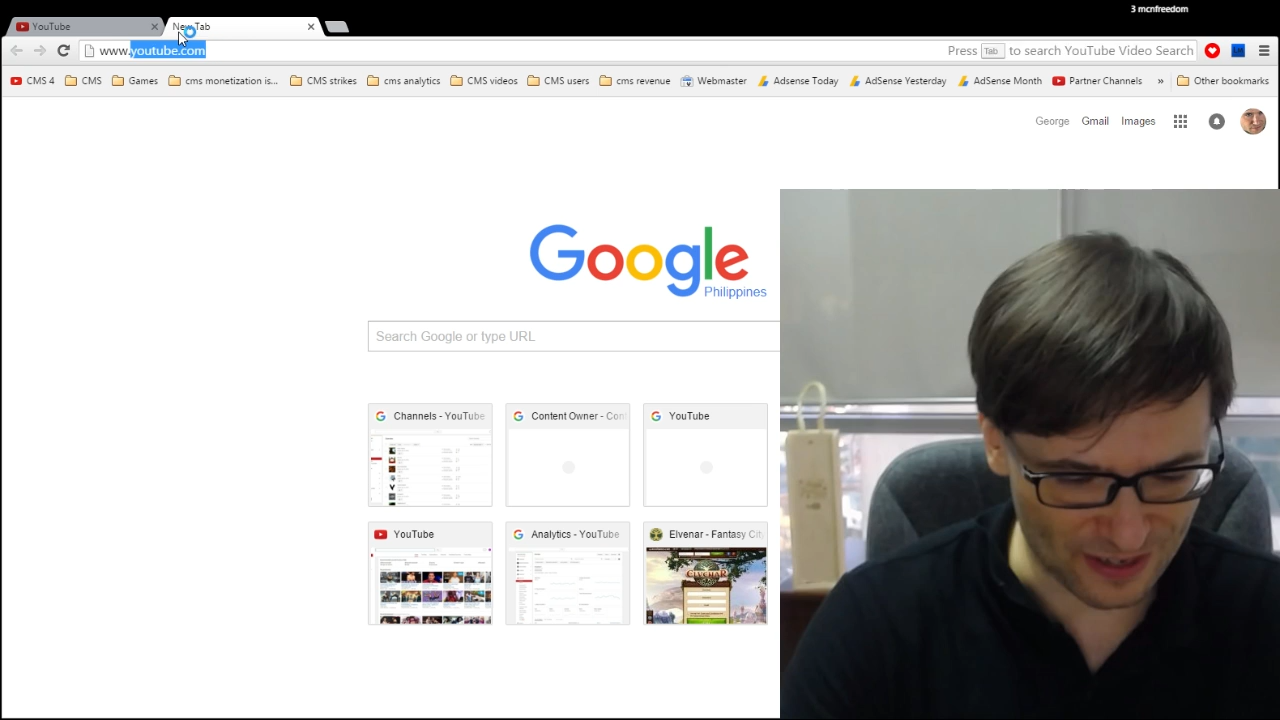 3 mcnfreedom
YouTube
New Tab
www.youtube.com
Press Tab to search YouTube Video Search
CMS 4
CMS
Games
cms monetization is...
CMS strikes
cms analytics
CMS videos
CMS users
cms revenue
Webmaster
Adsense Today
AdSense Yesterday
AdSense Month
Partner Channels
»
Other bookmarks
George
Gmail
Images
Google
Philippines
Search Google or type URL
Channels - YouTube
Content Owner - Con
YouTube
YouTube
Analytics - YouTube
Elvenar - Fantasy Cit
ELVENAR